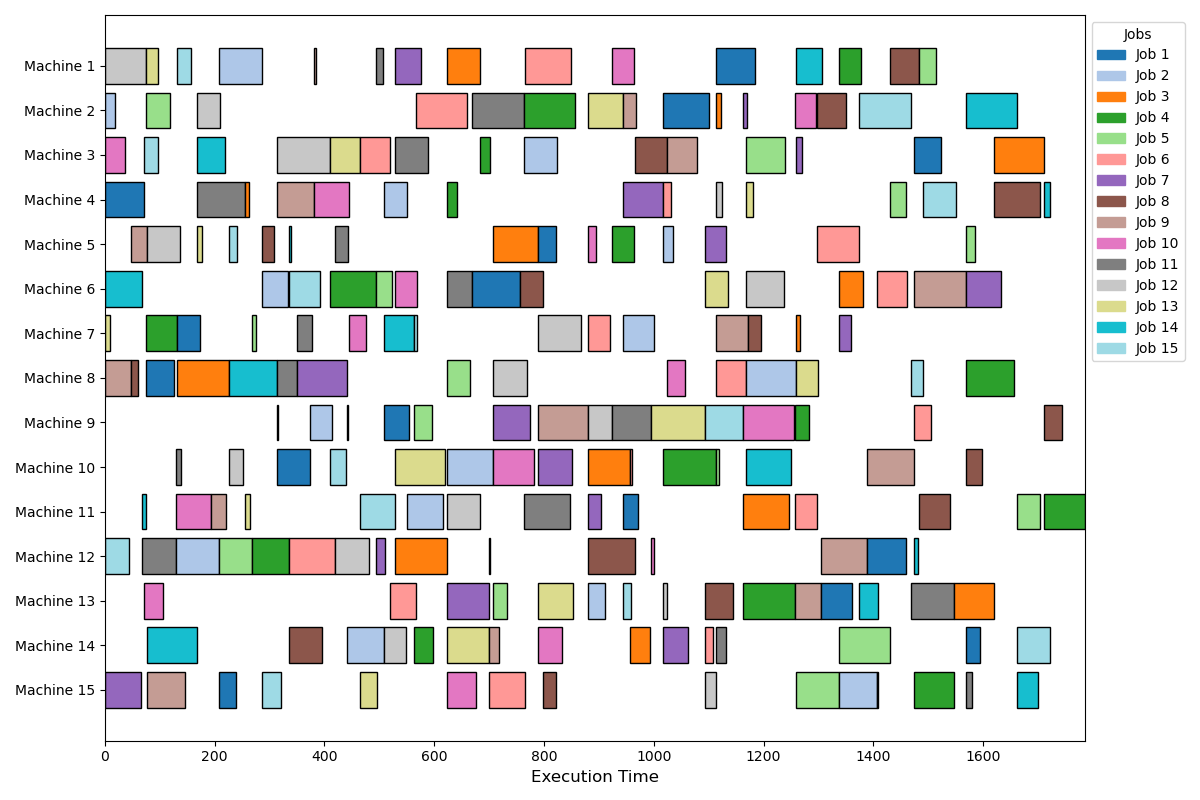 Machine 1
Machine 2
Machine 3
Machine 4
Machine 5
Machine 6
Machine 7
Machine 8
Machine 9
Machine 10
Machine 11
Machine 12
Machine 13
Machine 14
Machine 15
0 200 400 600 800 1000 1200 1400 1600
Execution Time
Jobs
Job 1
Job 2
Job 3
Job 4
Job 5
Job 6
Job 7
Job 8
Job 9
Job 10
Job 11
Job 12
Job 13
Job 14
Job 15